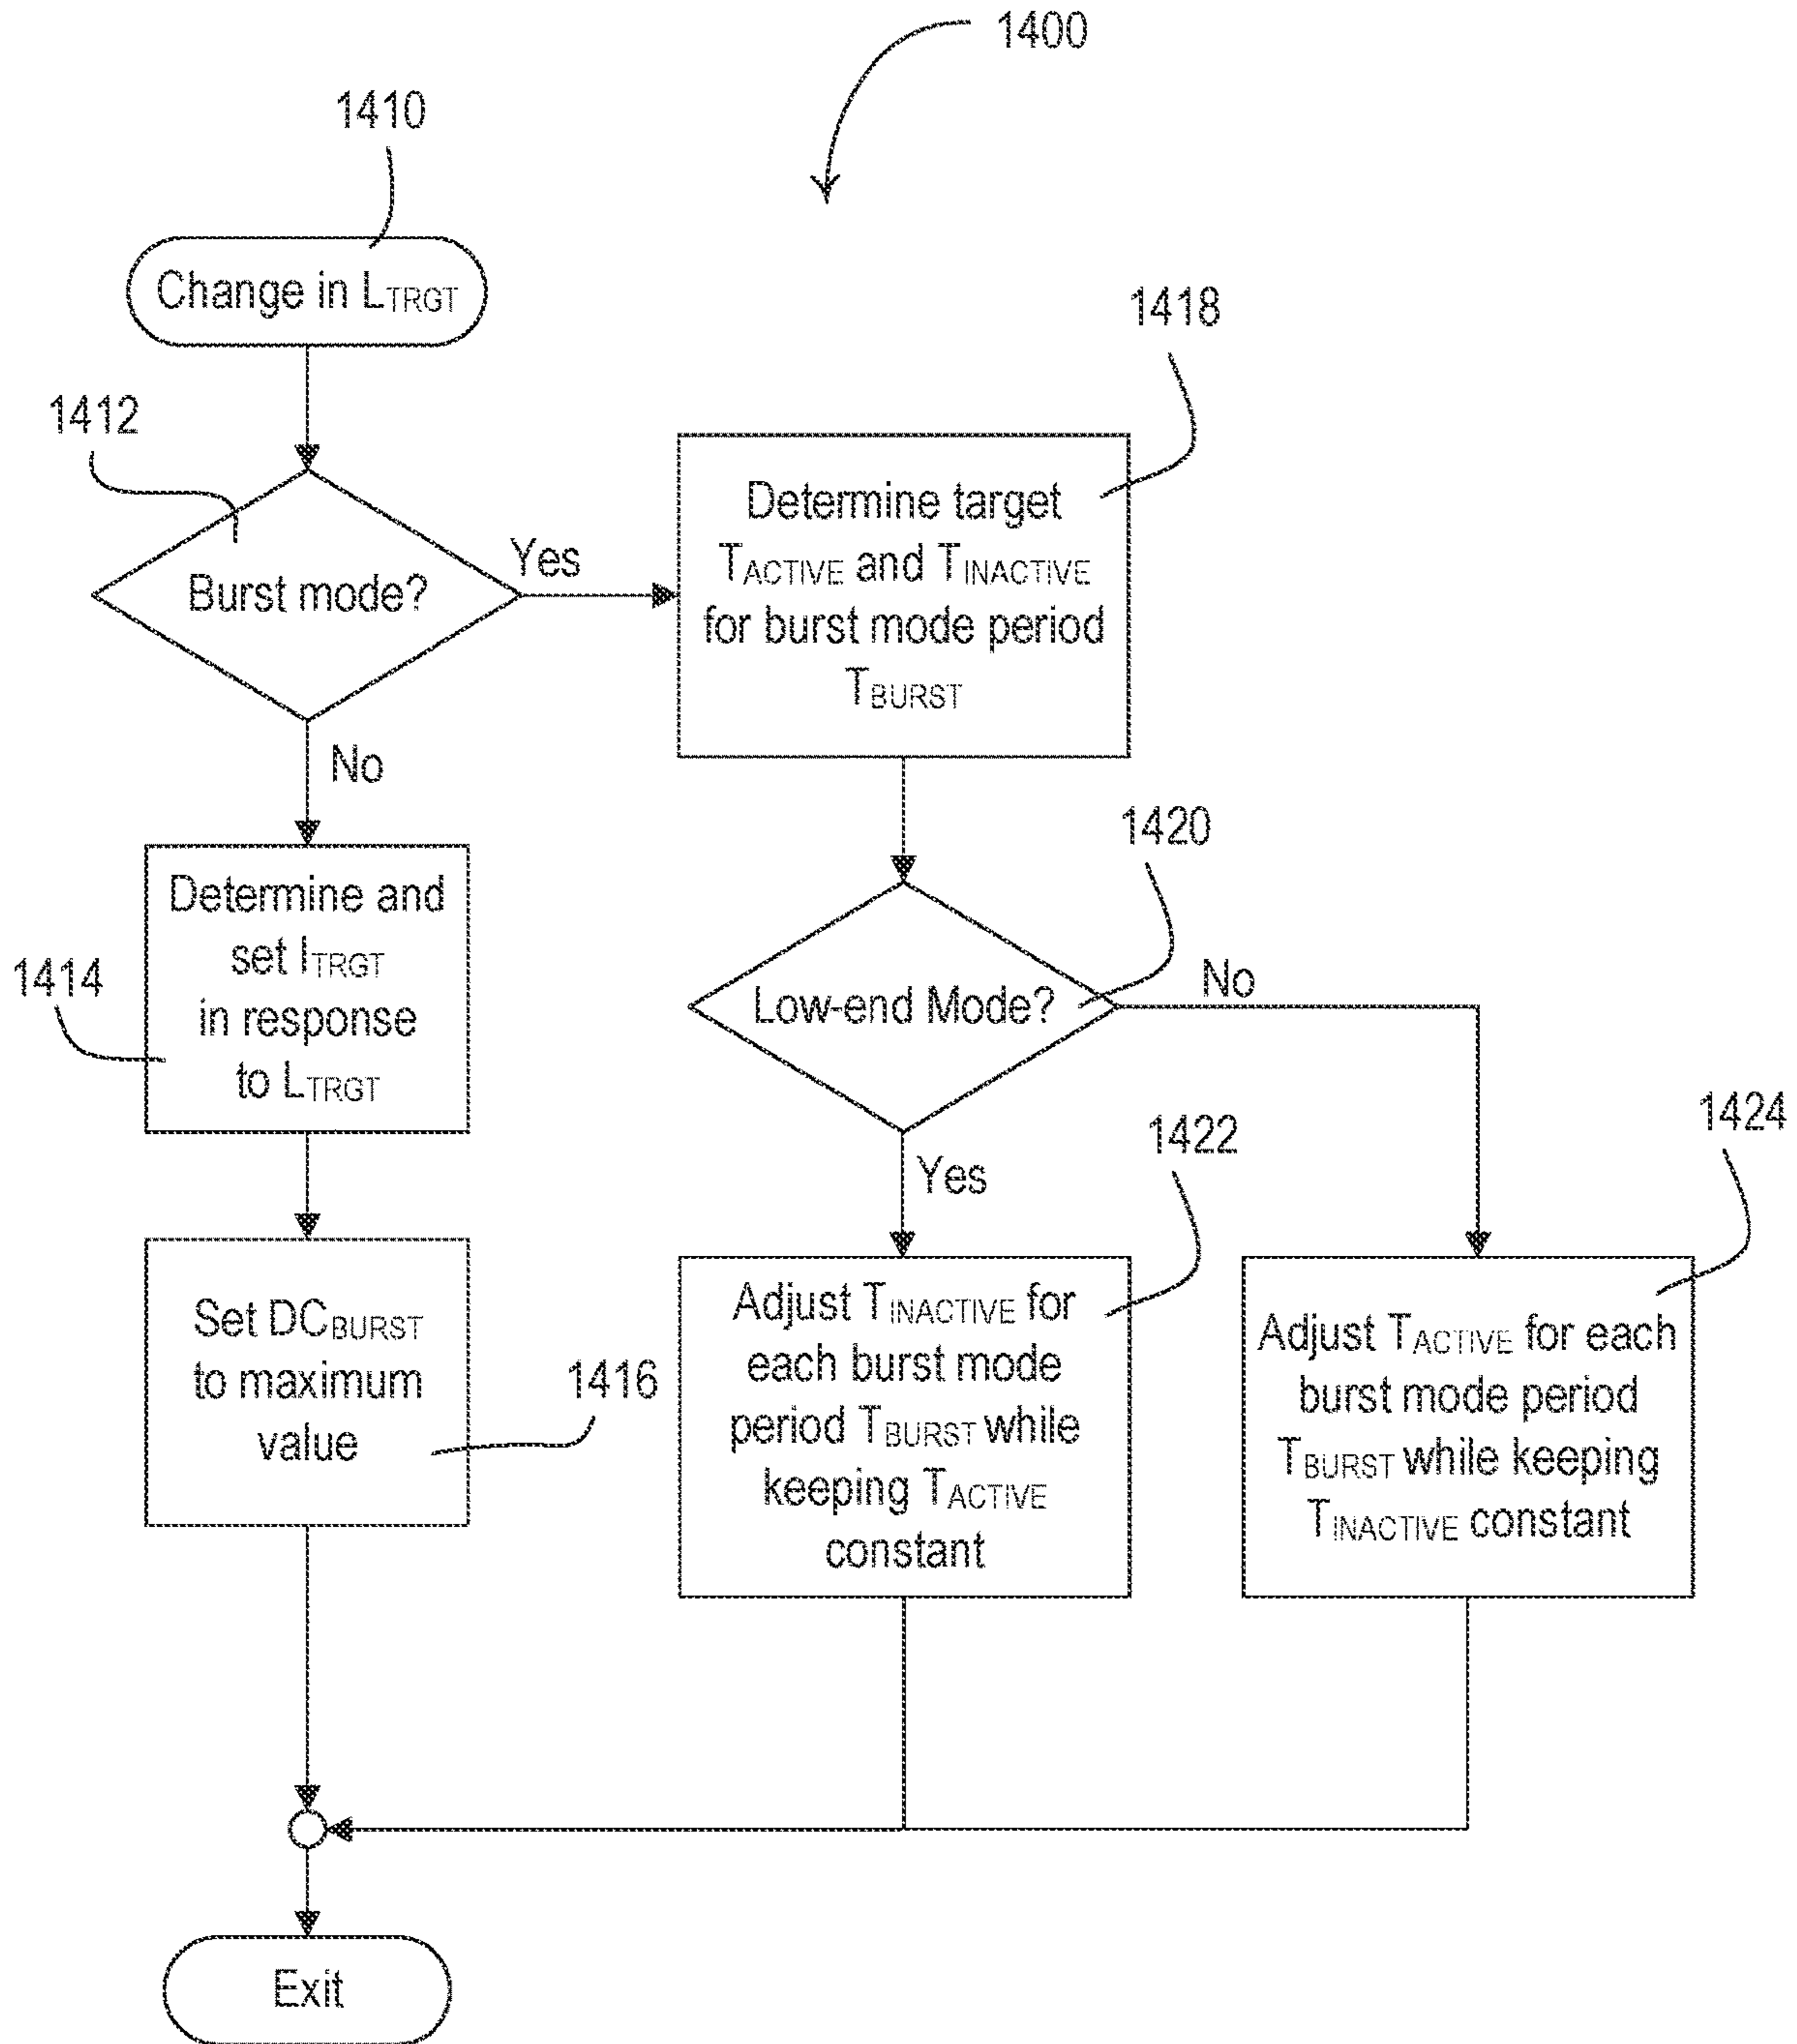 1400
1410
Change in LTRGT
1412
Burst mode?
Yes
No
1418
Determine target
TACTIVE and TINACTIVE
for burst mode period
TBURST
1414
Determine and
set ITRGT
in response
to LTRGT
1420
Low-end Mode?
No
Yes
1416
Set DCBURST
to maximum
value
1422
Adjust TINACTIVE for
each burst mode
period TBURST while
keeping TACTIVE
constant
1424
Adjust TACTIVE for each
burst mode period
TBURST while keeping
TINACTIVE constant
Exit